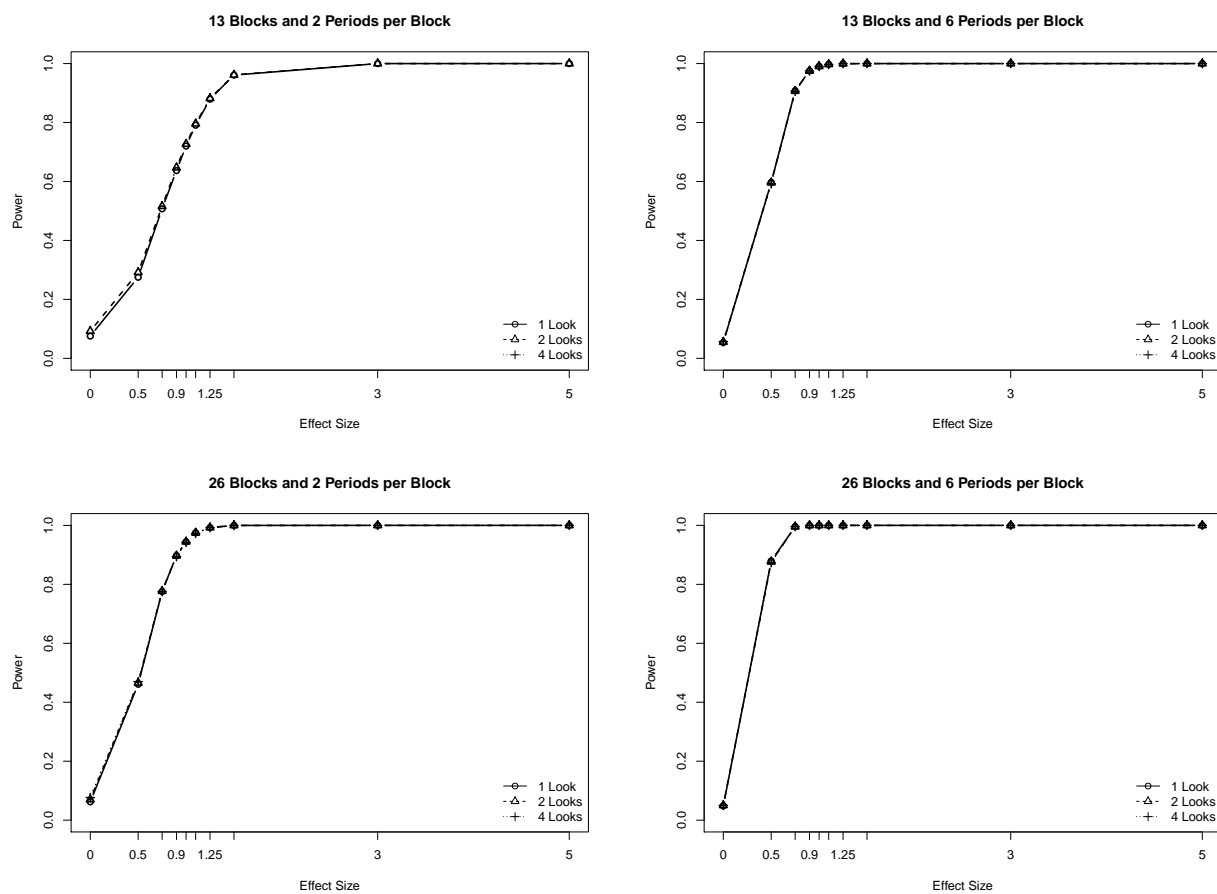 13 Blocks and 2 Periods per Block
1.0
0.8
0.6
0.4
0.2
0.0
Power
1 Look
2 Looks
4 Looks
0 0.5 0.9 1.25 3 5
Effect Size
13 Blocks and 6 Periods per Block
1.0
0.8
0.6
0.4
0.2
0.0
Power
1 Look
2 Looks
4 Looks
0 0.5 0.9 1.25 3 5
Effect Size
26 Blocks and 2 Periods per Block
1.0
0.8
0.6
0.4
0.2
0.0
Power
1 Look
2 Looks
4 Looks
0 0.5 0.9 1.25 3 5
Effect Size
26 Blocks and 6 Periods per Block
1.0
0.8
0.6
0.4
0.2
0.0
Power
1 Look
2 Looks
4 Looks
0 0.5 0.9 1.25 3 5
Effect Size